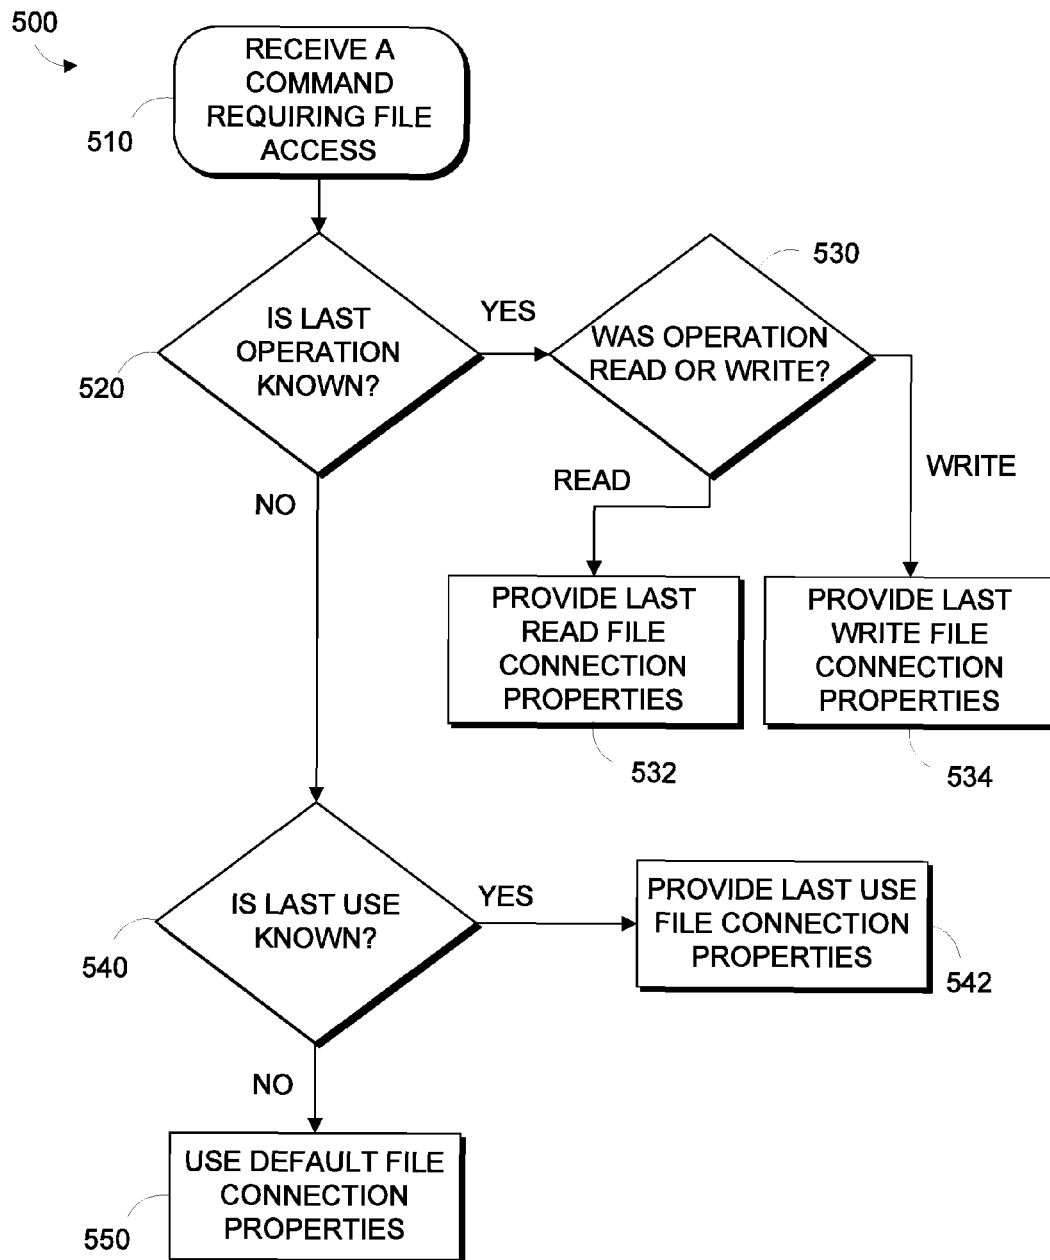 500
RECEIVE A
COMMAND
REQUIRING FILE
ACCESS
510
IS LAST
OPERATION
KNOWN?
520
YES
530
WAS OPERATION
READ OR WRITE?
READ
WRITE
NO
PROVIDE LAST
READ FILE
CONNECTION
PROPERTIES
532
PROVIDE LAST
WRITE FILE
CONNECTION
PROPERTIES
534
IS LAST USE
KNOWN?
540
YES
PROVIDE LAST USE
FILE CONNECTION
PROPERTIES
542
NO
USE DEFAULT FILE
CONNECTION
PROPERTIES
550